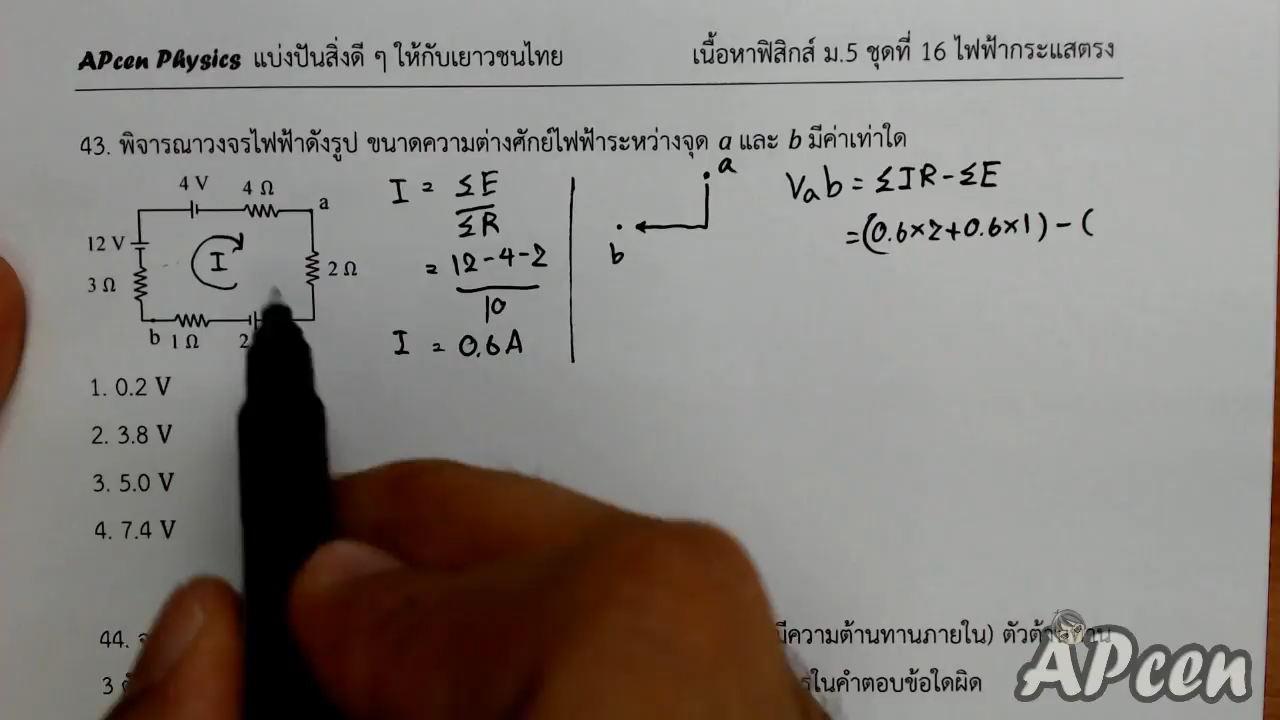 APcen Physics แบ่งปันสิ่งดี ๆ ให้กับเยาวชนไทย
เนื้อหาฟิสิกส์ ม.5 ชุดที่ 16 ไฟฟ้ากระแสตรง
43. พิจารณาวงจรไฟฟ้าดังรูป ขนาดความต่างศักย์ไฟฟ้าระหว่างจุด a และ b มีค่าเท่าใด
4 V 4 Ω a
12 V
I
2 Ω
3 Ω
b 1 Ω 2
I = ΣE
ΣR
= 12-4-2
10
I = 0.6A
a
b
Vab = ΣIR - ΣE
= (0.6×2+0.6×1) - (
1. 0.2 V
2. 3.8 V
3. 5.0 V
4. 7.4 V
44.
มีความต้านทานภายใน)
3
ในคำตอบข้อใดผิด
APcen